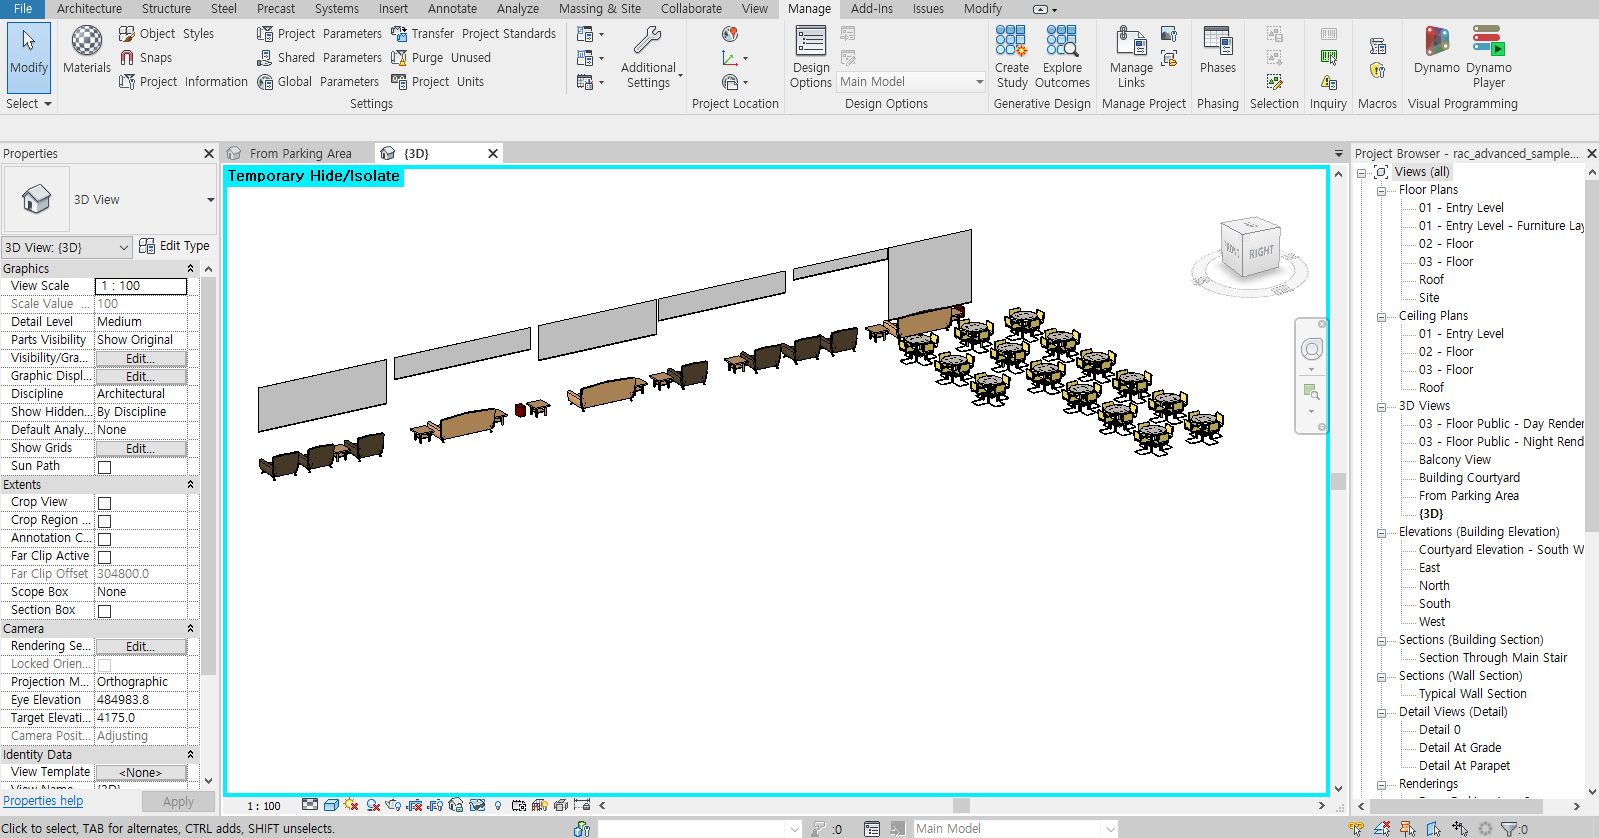 File Architecture Structure Steel Precast Systems Insert Annotate Analyze Massing & Site Collaborate View Manage Add-Ins Issues Modify
Modify
Select
Materials
Object Styles
Snaps
Project Information
Project Parameters
Shared Parameters
Global Parameters
Transfer Project Standards
Purge Unused
Project Units
Settings
Additional
Settings
Project Location
Design
Options
Main Model
Design Options
Create
Study
Explore
Outcomes
Generative Design
Manage
Links
Manage Project
Phases
Phasing
Selection
Inquiry
Macros
Dynamo
Dynamo
Player
Visual Programming
Properties
3D View
3D View: {3D}
Edit Type
Graphics
View Scale 1 : 100
Scale Value ... 100
Detail Level Medium
Parts Visibility Show Original
Visibility/Gra... Edit...
Graphic Displ... Edit...
Discipline Architectural
Show Hidden... By Discipline
Default Analy... None
Show Grids Edit...
Sun Path
Extents
Crop View
Crop Region ...
Annotation C...
Far Clip Active
Far Clip Offset 304800.0
Scope Box None
Section Box
Camera
Rendering Se... Edit...
Locked Orien...
Projection M... Orthographic
Eye Elevation 484983.8
Target Elevati... 4175.0
Camera Posit... Adjusting
Identity Data
View Template <None>
View Name {3D}
Properties help
Apply
From Parking Area
{3D}
Temporary Hide/Isolate
RIGHT
1 : 100
Project Browser - rac_advanced_sample...
Views (all)
Floor Plans
01 - Entry Level
01 - Entry Level - Furniture Lay
02 - Floor
03 - Floor
Roof
Site
Ceiling Plans
01 - Entry Level
02 - Floor
03 - Floor
Roof
3D Views
03 - Floor Public - Day Render
03 - Floor Public - Night Rend
Balcony View
Building Courtyard
From Parking Area
{3D}
Elevations (Building Elevation)
Courtyard Elevation - South W
East
North
South
West
Sections (Building Section)
Section Through Main Stair
Sections (Wall Section)
Typical Wall Section
Detail Views (Detail)
Detail 0
Detail At Grade
Detail At Parapet
Renderings
Click to select, TAB for alternates, CTRL adds, SHIFT unselects.
:0
Main Model
:0